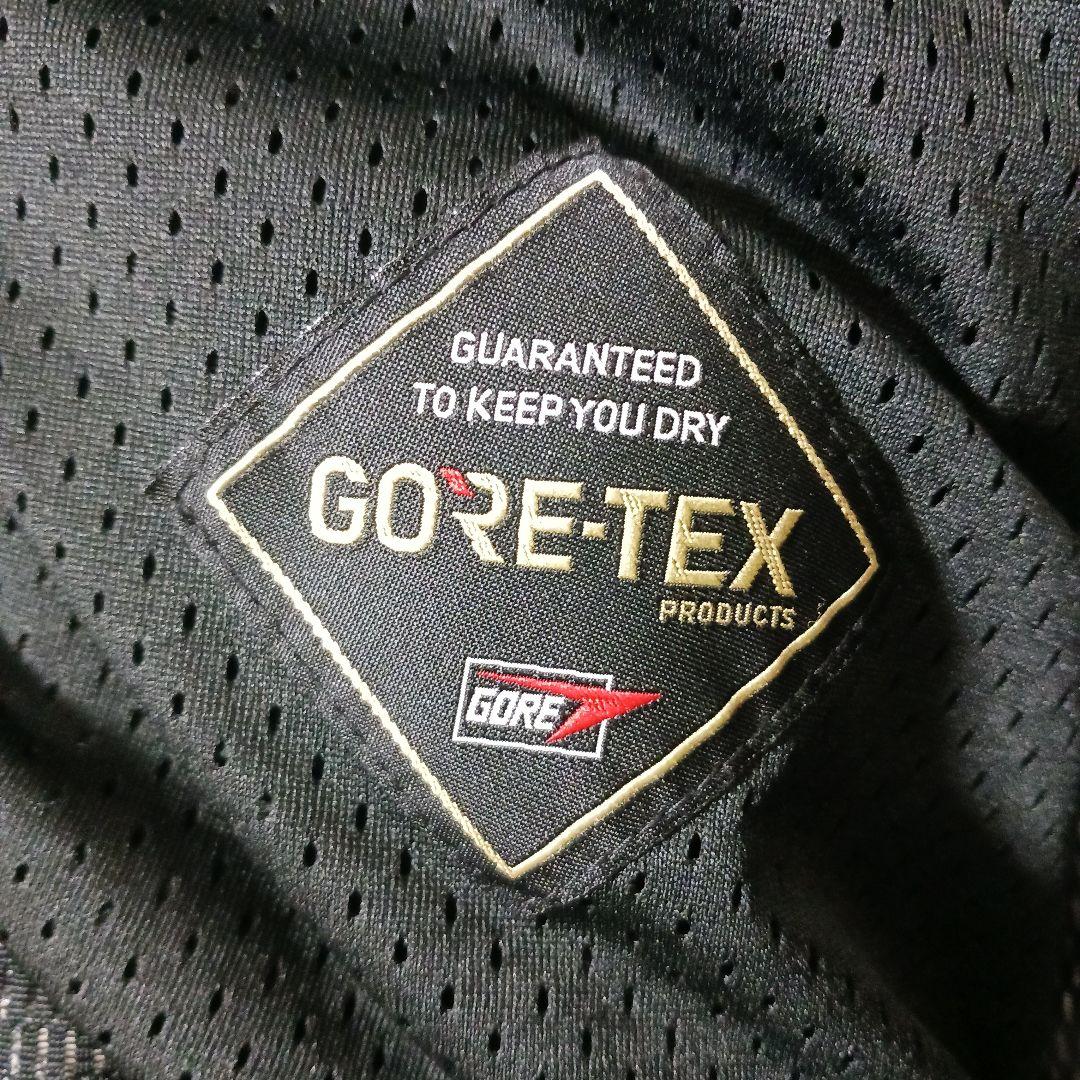 GUARANTEED
TO KEEP YOU DRY
GORE-TEX
PRODUCTS
GORE